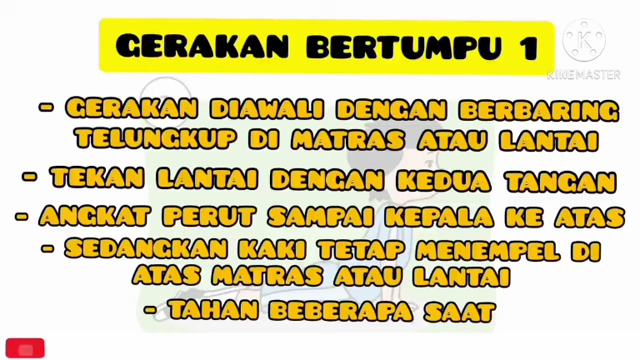 GERAKAN BERTUMPU 1
KINEMASTER
- GERAKAN DIAWALI DENGAN BERBARING
TELUNGKUP DI MATRAS ATAU LANTAI
- TEKAN LANTAI DENGAN KEDUA TANGAN
- ANGKAT PERUT SAMPAI KEPALA KE ATAS
- SEDANGKAN KAKI TETAP MENEMPEL DI
ATAS MATRAS ATAU LANTAI
- TAHAN BEBERAPA SAAT